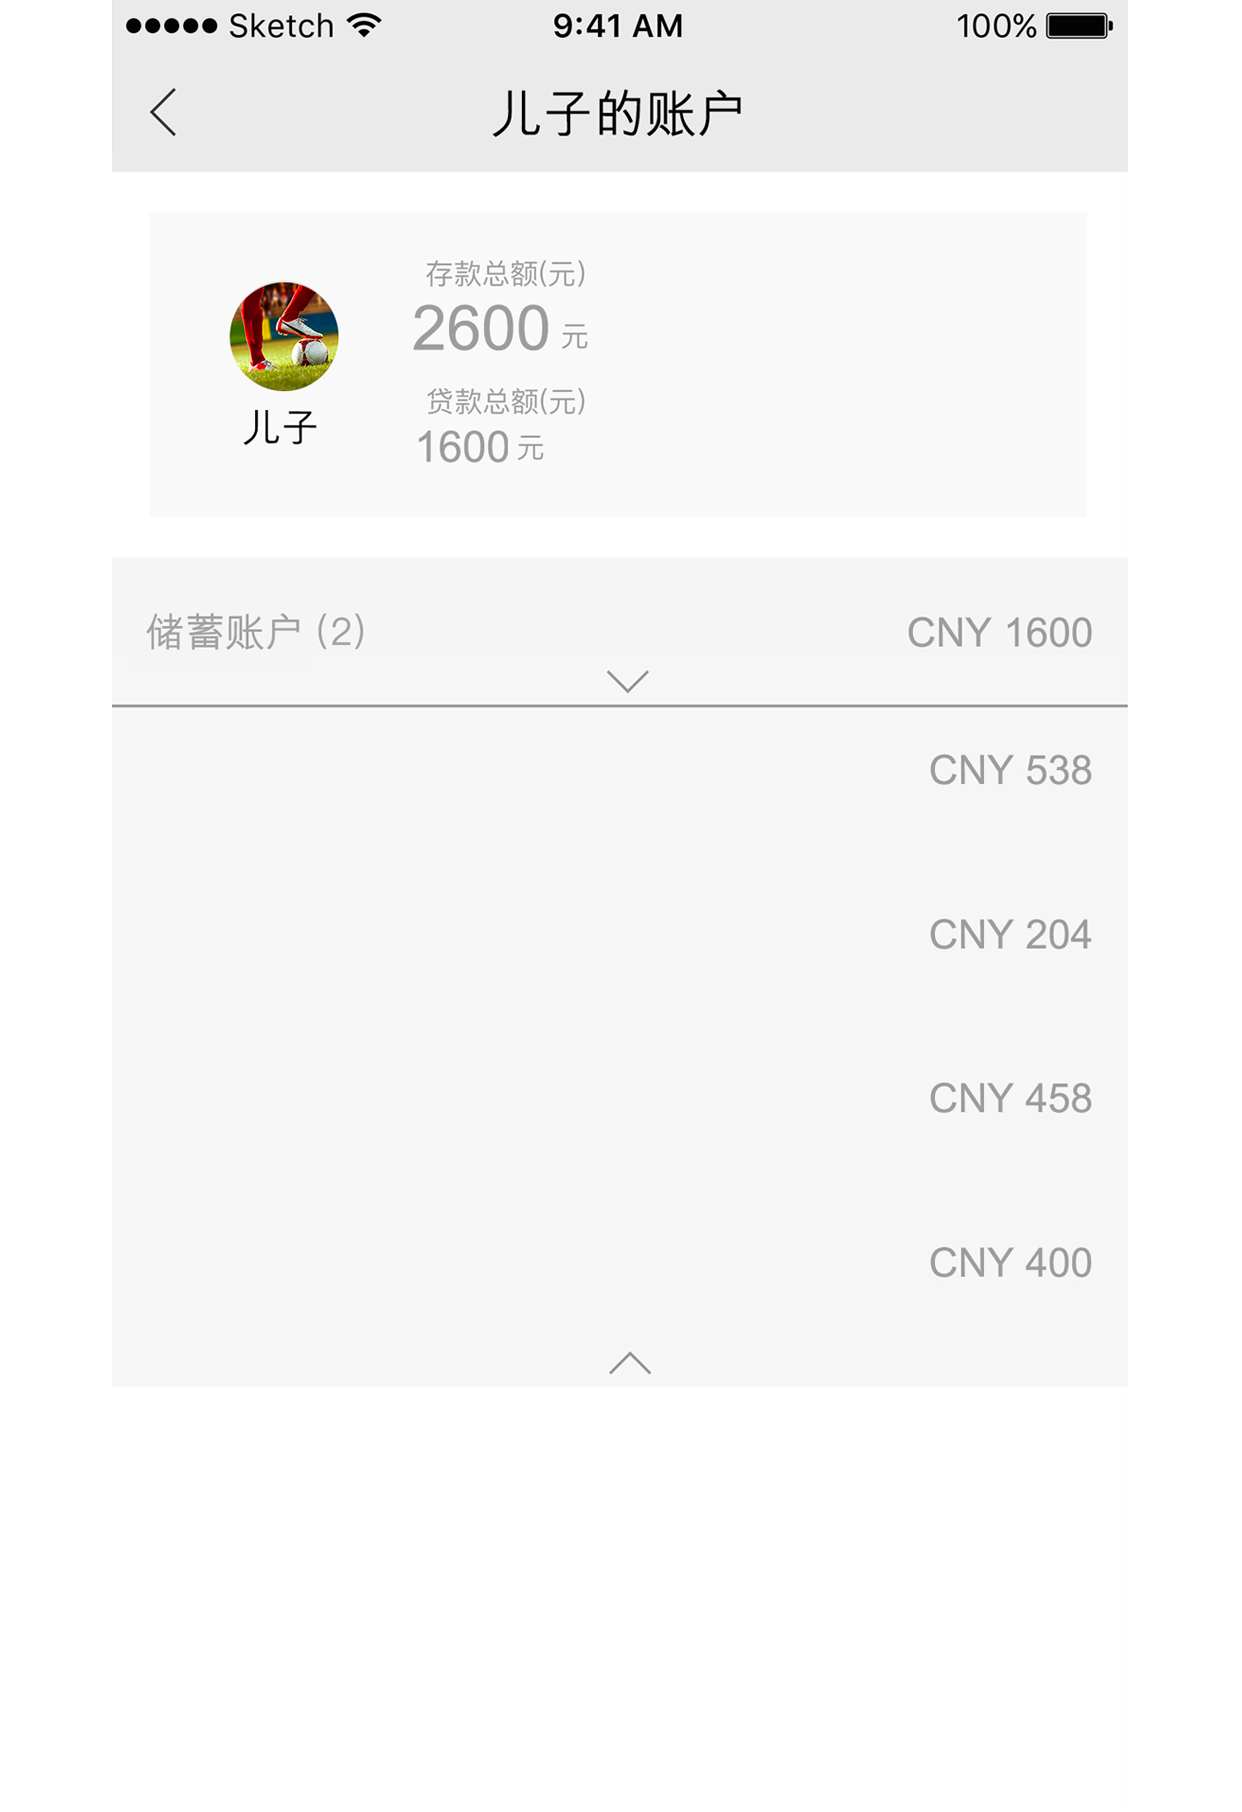 ●●●●● Sketch 9:41 AM 100%
儿子的账户
存款总额(元)
2600 元
贷款总额(元)
1600 元
儿子
储蓄账户 (2) CNY 1600
CNY 538
CNY 204
CNY 458
CNY 400